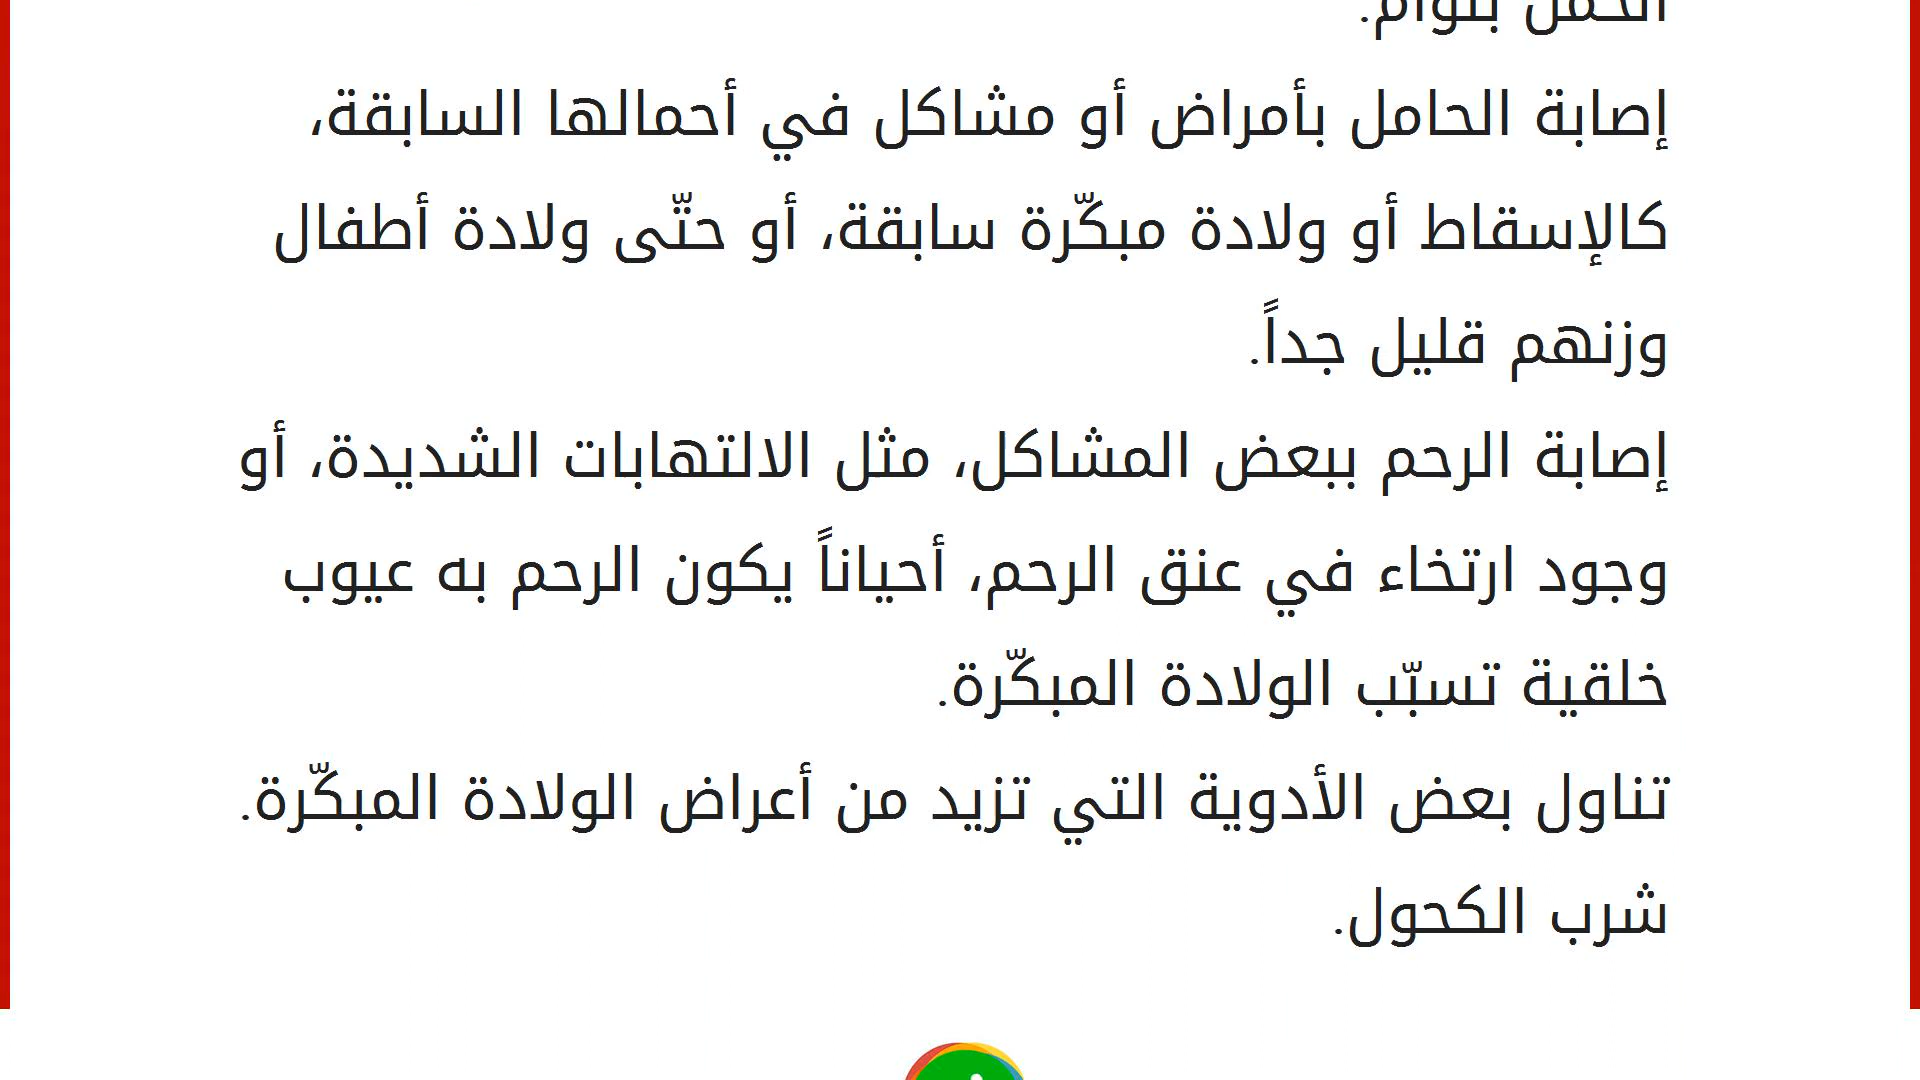 الحمل بتوأم.
إصابة الحامل بأمراض أو مشاكل في أحمالها السابقة،
كالإسقاط أو ولادة مبكّرة سابقة، أو حتّى ولادة أطفال
وزنهم قليل جداً.
إصابة الرحم ببعض المشاكل، مثل الالتهابات الشديدة، أو
وجود ارتخاء في عنق الرحم، أحياناً يكون الرحم به عيوب
خلقية تسبّب الولادة المبكّرة.
تناول بعض الأدوية التي تزيد من أعراض الولادة المبكّرة.
شرب الكحول.